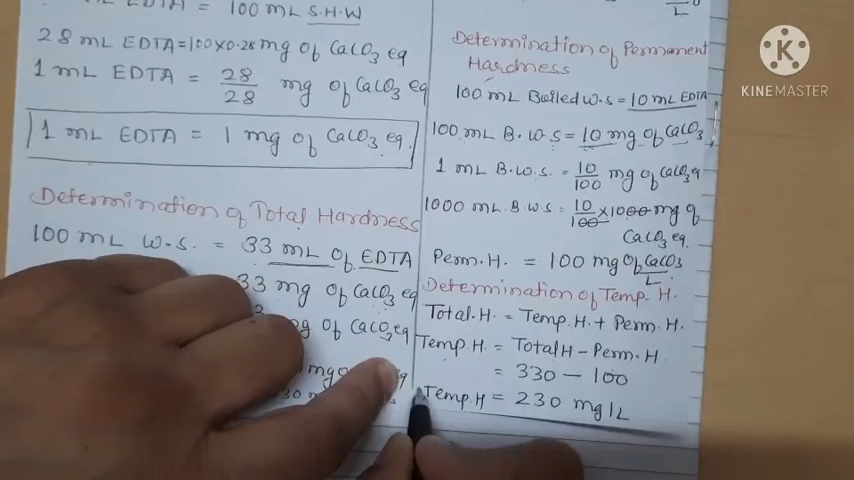 mL EDTA = 100 mL S.H.W
28 mL EDTA = 100x0.28 mg Of CaCO3 eq
1 mL EDTA = 28/28 mg of CaCO3 eq
1 mL EDTA = 1 mg of CaCO3 eq.
Determination of Total Hardness
100 mL W.S. = 33 mL of EDTA
33 mg Of CaCO3 eq
mg of CaCO3 eq
L
Determination of Permanent
Hardness
100 mL Boiled W.S = 10 mL EDTA
100 mL B.W.S = 10 mg of CaCO3
1 mL B.W.S. = 10/100 mg of CaCO3 eq
1000 mL B.W.S = 10/100 x 1000 mg of
CaCO3 eq.
Perm.H. = 100 mg Of CaCO3/L
Determination of Temp. H.
Total.H. = Temp.H. + Perm.H.
Temp.H. = Total H - Perm.H.
= 330 - 100
Temp.H = 230 mg/L
KINEMASTER